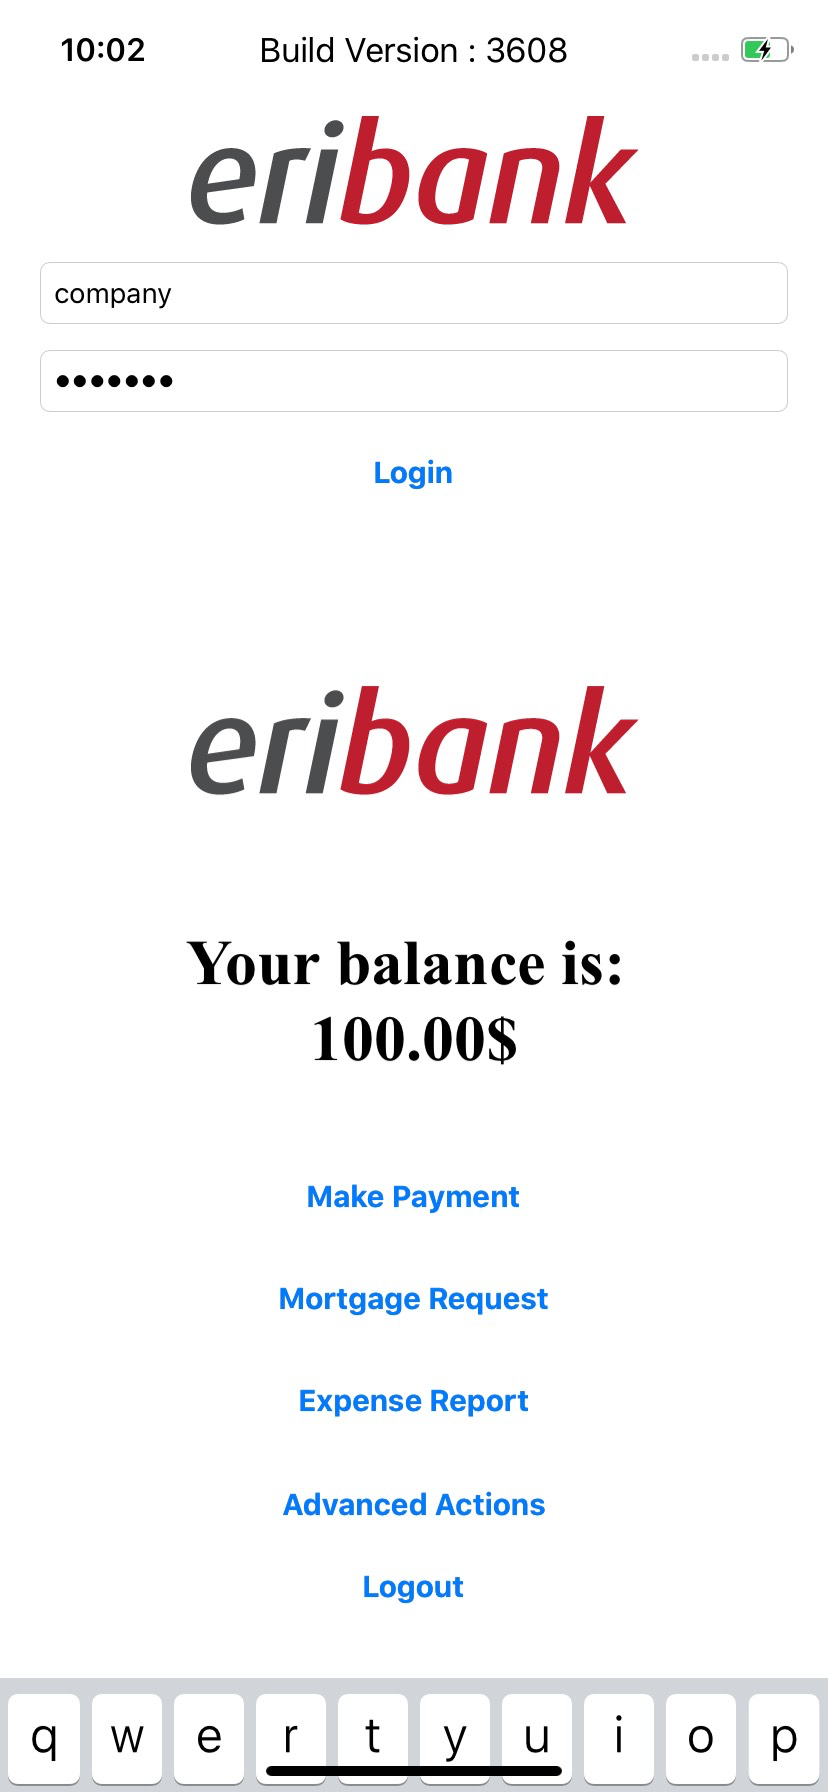 10:02 Build Version : 3608
eribank
company
•••••••
Login
eribank
Your balance is:
100.00$
Make Payment
Mortgage Request
Expense Report
Advanced Actions
Logout
q w e r t y u i o p